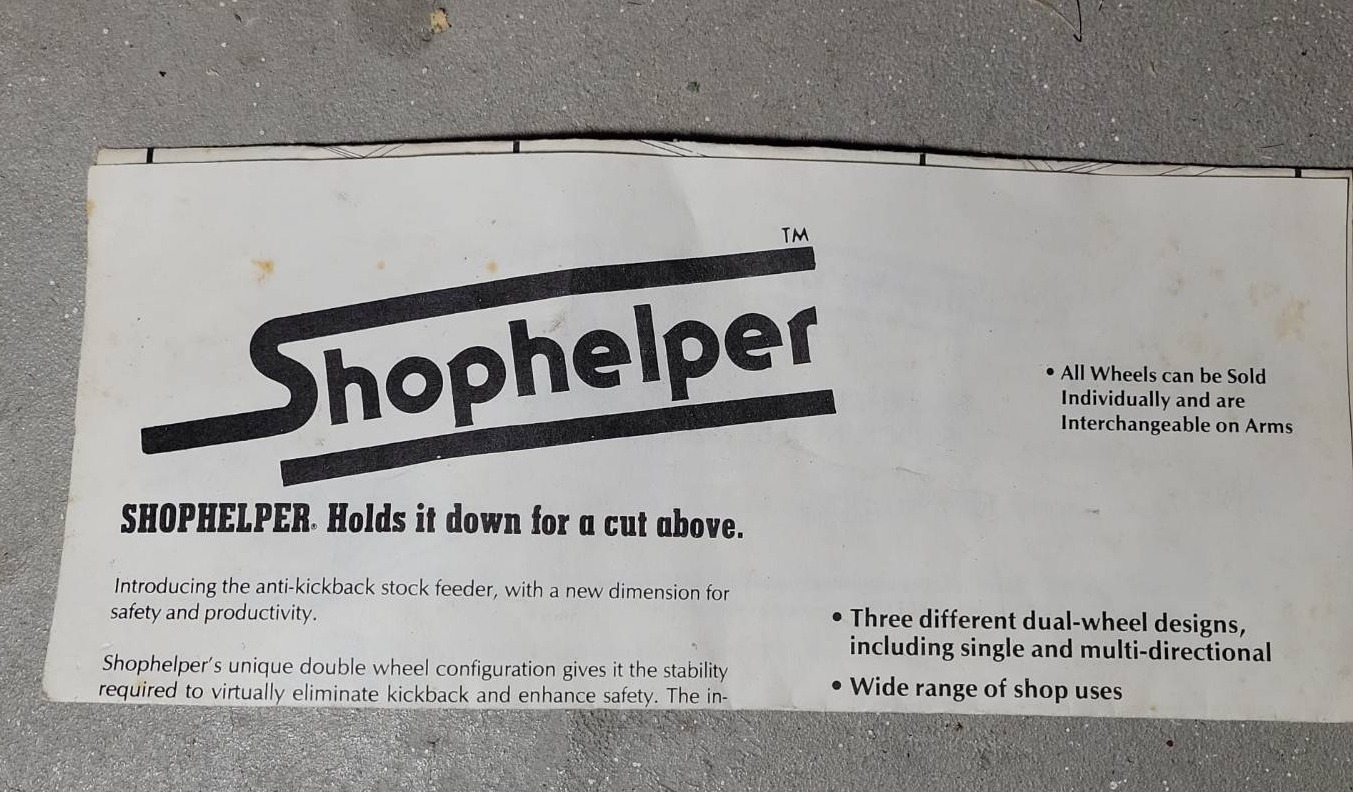 TM
Shophelper
SHOPHELPER® Holds it down for a cut above.
Introducing the anti-kickback stock feeder, with a new dimension for
safety and productivity.
Shophelper's unique double wheel configuration gives it the stability
required to virtually eliminate kickback and enhance safety. The in-
• All Wheels can be Sold
Individually and are
Interchangeable on Arms
• Three different dual-wheel designs,
including single and multi-directional
• Wide range of shop uses